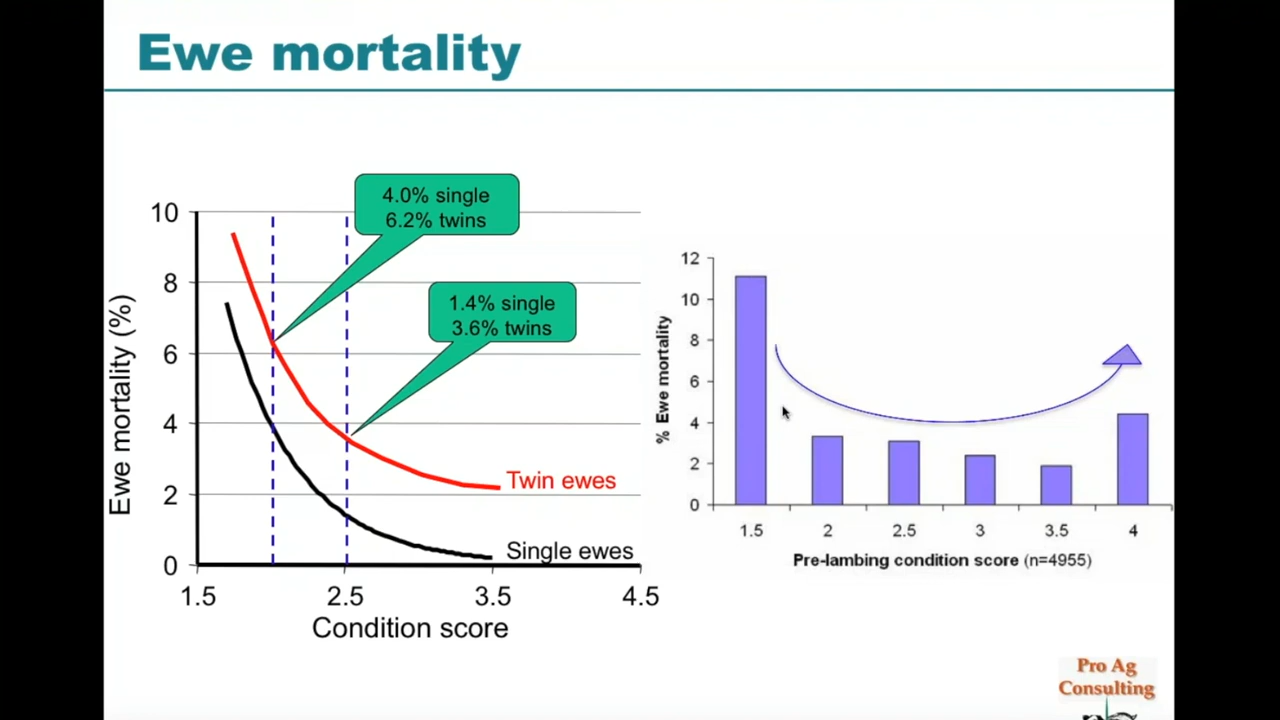 Ewe mortality
4.0% single
6.2% twins
1.4% single
3.6% twins
10
8
6
4
2
0
Ewe mortality (%)
Twin ewes
Single ewes
1.5 2.5 3.5 4.5
Condition score
12
10
8
6
4
2
0
% Ewe mortality
1.5 2 2.5 3 3.5 4
Pre-lambing condition score (n=4955)
Pro Ag
Consulting